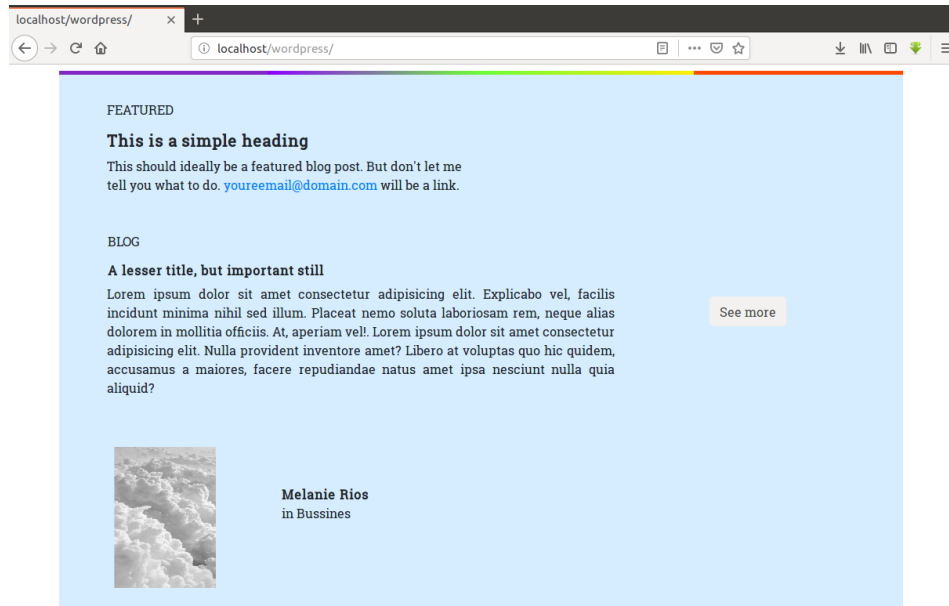 localhost/wordpress/
localhost/wordpress/
FEATURED
This is a simple heading
This should ideally be a featured blog post. But don't let me
tell you what to do. youreemail@domain.com will be a link.
BLOG
A lesser title, but important still
Lorem ipsum dolor sit amet consectetur adipisicing elit. Explicabo vel, facilis
incidunt minima nihil sed illum. Placeat nemo soluta laboriosam rem, neque alias
dolorem in mollitia officiis. At, aperiam vel!. Lorem ipsum dolor sit amet consectetur
adipisicing elit. Nulla provident inventore amet? Libero at voluptas quo hic quidem,
accusamus a maiores, facere repudiandae natus amet ipsa nesciunt nulla quia
aliquid?
See more
Melanie Rios
in Bussines